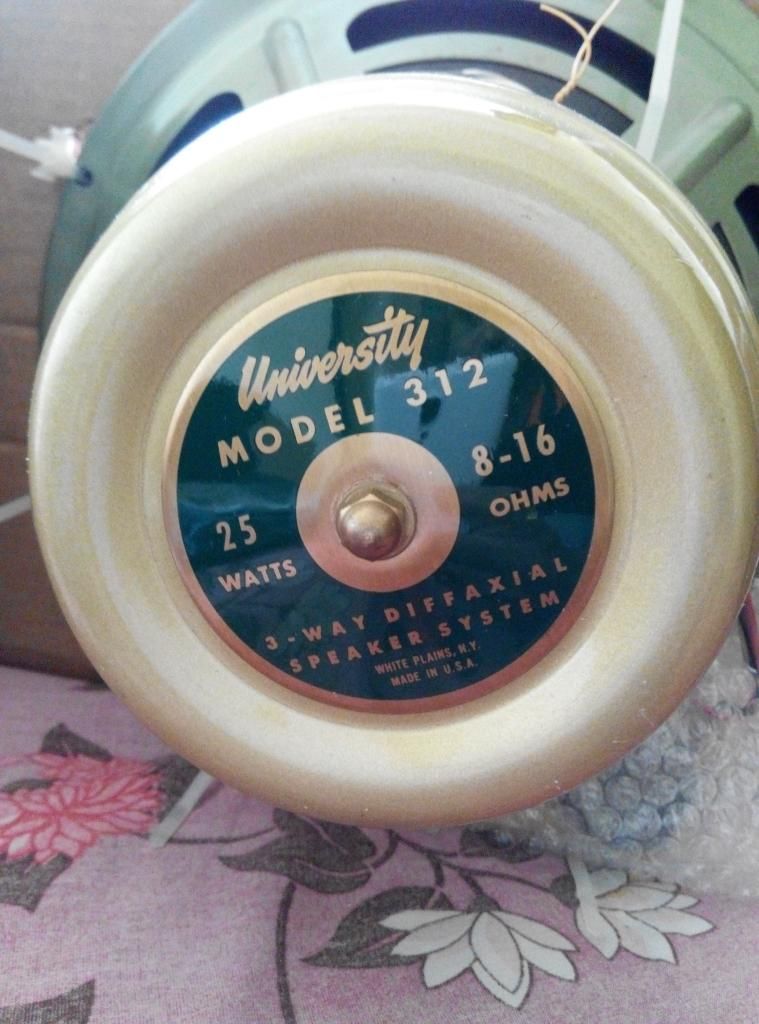 University
MODEL 312
8-16
OHMS
25
WATTS
3-WAY DIFFAXIAL
SPEAKER SYSTEM
WHITE PLAINS, N.Y.
MADE IN U.S.A.